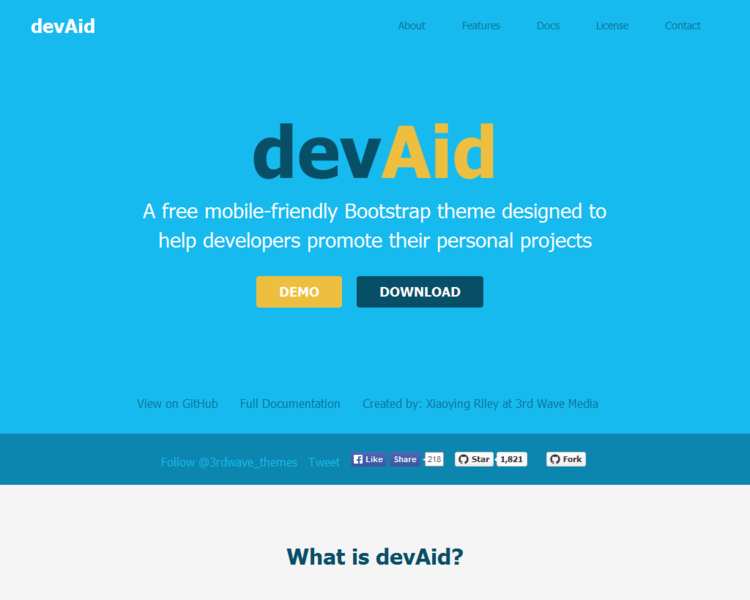 devAid
About Features Docs License Contact
devAid
A free mobile-friendly Bootstrap theme designed to
help developers promote their personal projects
DEMO DOWNLOAD
View on GitHub Full Documentation Created by: Xiaoying Riley at 3rd Wave Media
Follow @3rdwave_themes Tweet Like Share 218 Star 1,821 Fork
What is devAid?